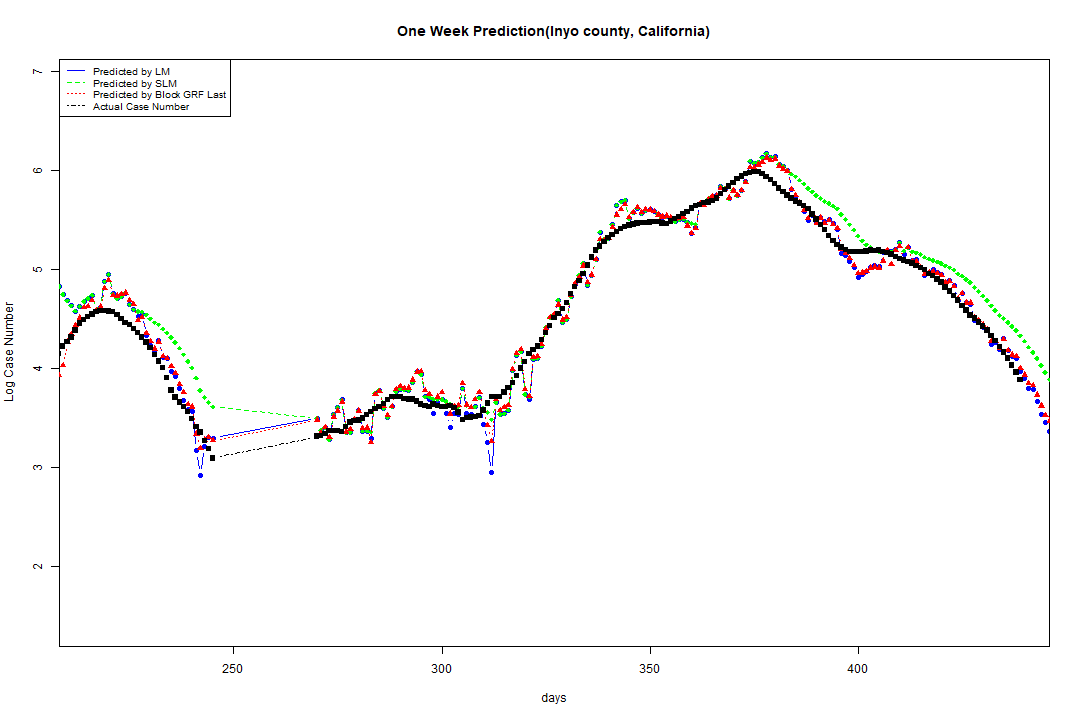 One Week Prediction(Inyo county, California)
Predicted by LM
Predicted by SLM
Predicted by Block GRF Last
Actual Case Number
7
6
5
4
3
2
Log Case Number
250 300 350 400
days